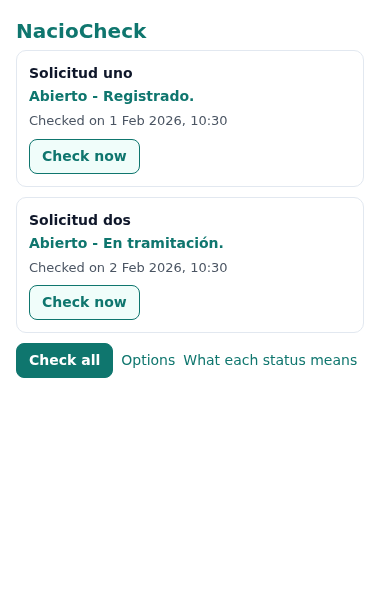 NacioCheck
Solicitud uno
Abierto - Registrado.
Checked on 1 Feb 2026, 10:30
Check now
Solicitud dos
Abierto - En tramitación.
Checked on 2 Feb 2026, 10:30
Check now
Check all Options What each status means